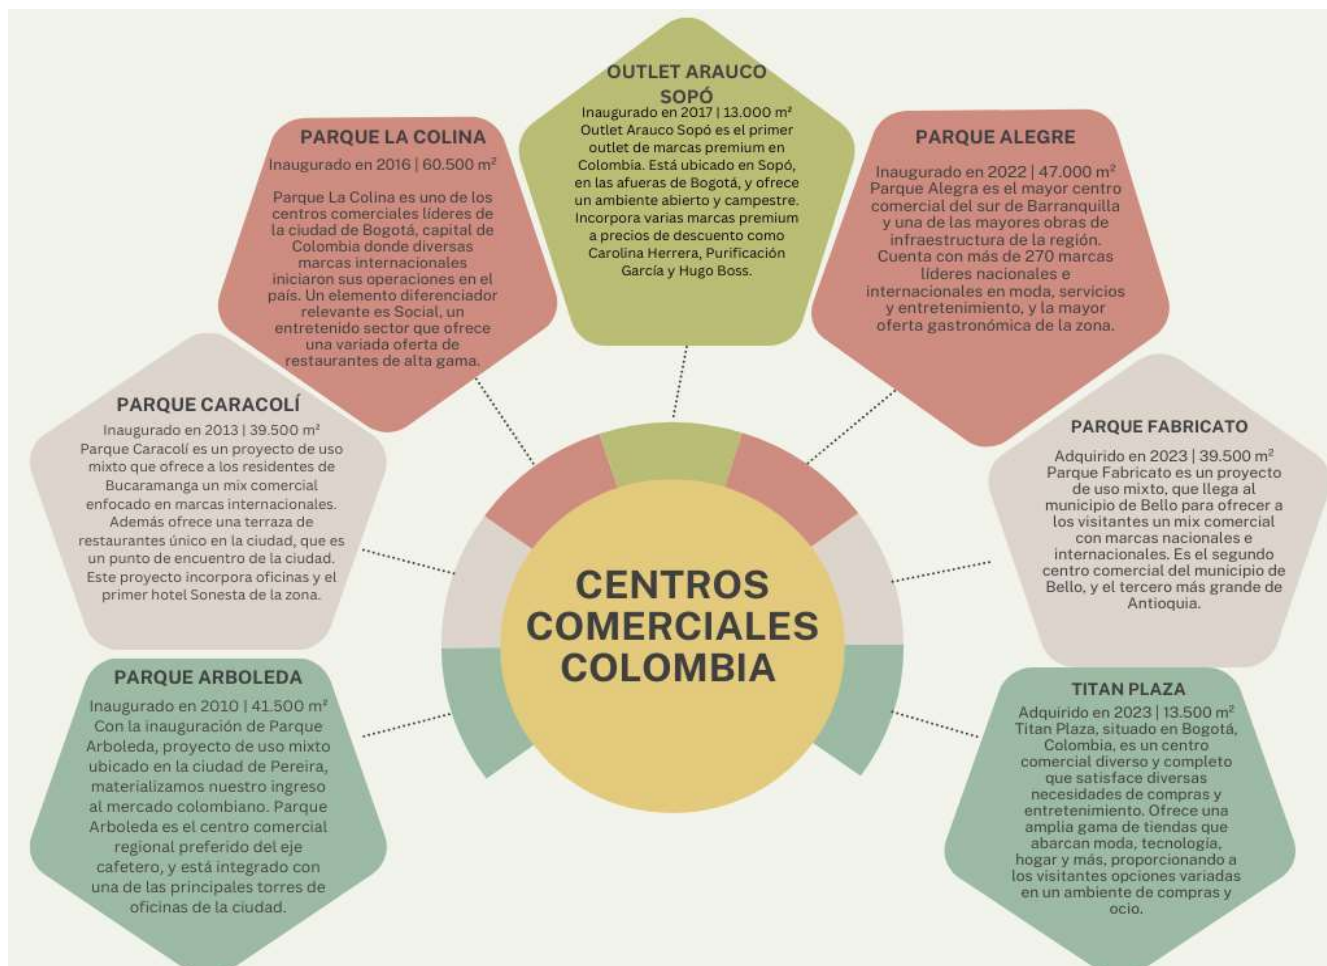 OUTLET ARAUCO
SOPÓ
Inaugurado en 2017 | 13.000 m²
Outlet Arauco Sopó es el primer
outlet de marcas premium en
Colombia. Está ubicado en Sopó,
en las afueras de Bogotá, y ofrece
un ambiente abierto y campestre.
Incorpora varias marcas premium
a precios de descuento como
Carolina Herrera, Purificación
García y Hugo Boss.
PARQUE LA COLINA
Inaugurado en 2016 | 60.500 m²
Parque La Colina es uno de los
centros comerciales líderes de
la ciudad de Bogotá, capital de
Colombia donde diversas
marcas internacionales
iniciaron sus operaciones en el
país. Un elemento diferenciador
relevante es Social, un
entretenido sector que ofrece
una variada oferta de
restaurantes de alta gama.
PARQUE ALEGRE
Inaugurado en 2022 | 47.000 m²
Parque Alegra es el mayor centro
comercial del sur de Barranquilla
y una de las mayores obras de
infraestructura de la región.
Cuenta con más de 270 marcas
líderes nacionales e
internacionales en moda, servicios
y entretenimiento, y la mayor
oferta gastronómica de la zona.
PARQUE CARACOLÍ
Inaugurado en 2013 | 39.500 m²
Parque Caracolí es un proyecto de uso
mixto que ofrece a los residentes de
Bucaramanga un mix comercial
enfocado en marcas internacionales.
Además ofrece una terraza de
restaurantes único en la ciudad, que es
un punto de encuentro de la ciudad.
Este proyecto incorpora oficinas y el
primer hotel Sonesta de la zona.
PARQUE FABRICATO
Adquirido en 2023 | 39.500 m²
Parque Fabricato es un proyecto
de uso mixto, que llega al
municipio de Bello para ofrecer a
los visitantes un mix comercial
con marcas nacionales e
internacionales. Es el segundo
centro comercial del municipio de
Bello, y el tercero más grande de
Antioquia.
CENTROS
COMERCIALES
COLOMBIA
PARQUE ARBOLEDA
Inaugurado en 2010 | 41.500 m²
Con la inauguración de Parque
Arboleda, proyecto de uso mixto
ubicado en la ciudad de Pereira,
materializamos nuestro ingreso
al mercado colombiano. Parque
Arboleda es el centro comercial
regional preferido del eje
cafetero, y está integrado con
una de las principales torres de
oficinas de la ciudad.
TITAN PLAZA
Adquirido en 2023 | 13.500 m²
Titan Plaza, situado en Bogotá,
Colombia, es un centro
comercial diverso y completo
que satisface diversas
necesidades de compras y
entretenimiento. Ofrece una
amplia gama de tiendas que
abarcan moda, tecnología,
hogar y más, proporcionando a
los visitantes opciones variadas
en un ambiente de compras y
ocio.